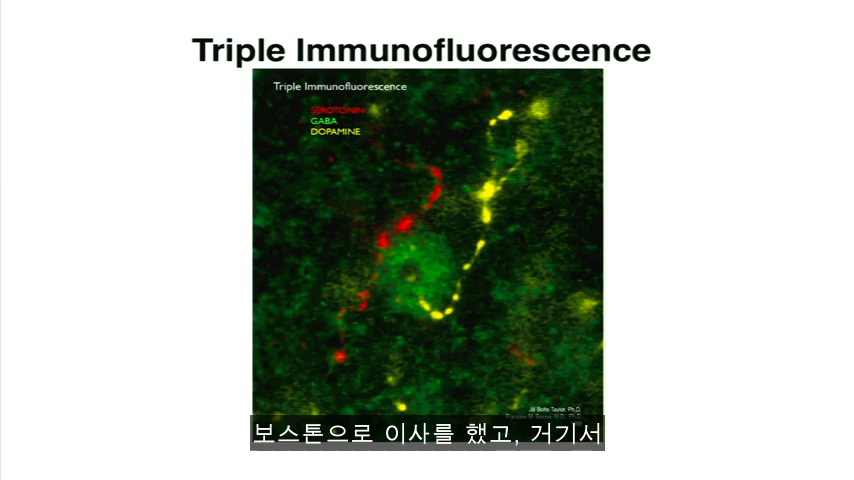 Triple Immunofluorescence
Triple Immunofluorescence
SEROTONIN
GABA
DOPAMINE
Jill Bolte Taylor, Ph.D.
보스톤으로 이사를 했고, 거기서